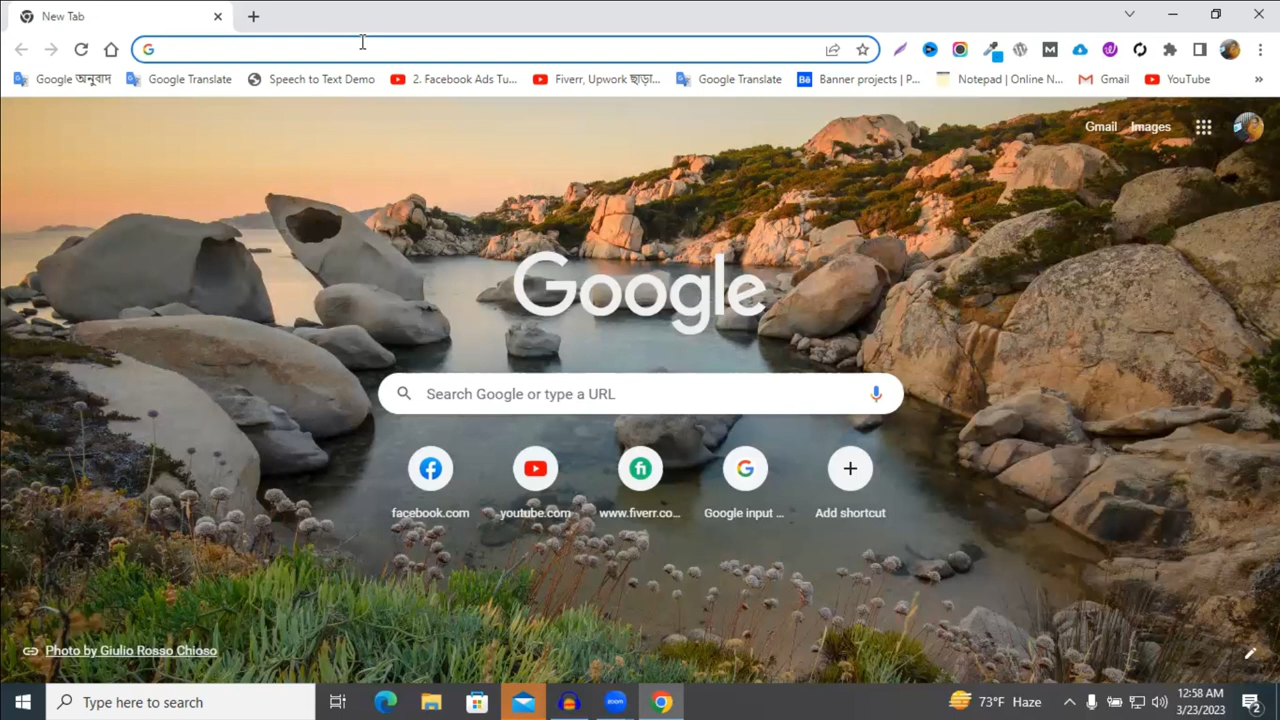 New Tab
Google অনুবাদ
Google Translate
Speech to Text Demo
2. Facebook Ads Tu...
Fiverr, Upwork ছাড়া...
Google Translate
Bē
Banner projects | P...
Notepad | Online N...
Gmail
YouTube
Gmail
Images
Google
Search Google or type a URL
facebook.com
youtube.com
www.fiverr.co...
Google input ...
Add shortcut
Photo by Giulio Rosso Chioso
Type here to search
zoom
73°F Haze
12:58 AM
3/23/2023
2